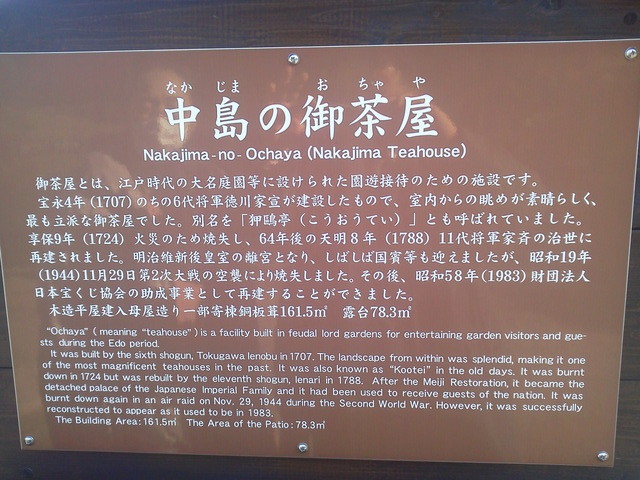 なかじま おちゃや
中島の御茶屋
Nakajima-no-Ochaya (Nakajima Teahouse)
御茶屋とは、江戸時代の大名庭園等に設けられた園遊接待のための施設です。
宝永4年(1707)のちの6代将軍徳川家宣が建設したもので、室内からの眺めが素晴らしく、
最も立派な御茶屋でした。別名を「狎鷗亭(こうおうてい)」とも呼ばれていました。
享保9年(1724)火災のため焼失し、64年後の天明8年(1788)11代将軍家斉の治世に
再建されました。明治維新後皇室の離宮となり、しばしば国賓等も迎えましたが、昭和19年
(1944)11月29日第2次大戦の空襲により焼失しました。その後、昭和58年(1983)財団法人
日本宝くじ協会の助成事業として再建することができました。
木造平屋建入母屋造り一部寄棟銅板葺161.5㎡ 露台78.3㎡
"Ochaya" ( meaning "teahouse" ) is a facility built in feudal lord gardens for entertaining garden visitors and gue-
sts during the Edo period.
It was built by the sixth shogun, Tokugawa Ienobu in 1707. The landscape from within was splendid, making it one
of the most magnificent teahouses in the past. It was also known as "Kootei" in the old days. It was burnt
down in 1724 but was rebuilt by the eleventh shogun, Ienari in 1788. After the Meiji Restoration, it became the
detached palace of the Japanese Imperial Family and it had been used to receive guests of the nation. It was
burnt down again in an air raid on Nov. 29, 1944 during the Second World War. However, it was successfully
reconstructed to appear as it used to be in 1983.
The Building Area:161.5㎡ The Area of the Patio:78.3㎡